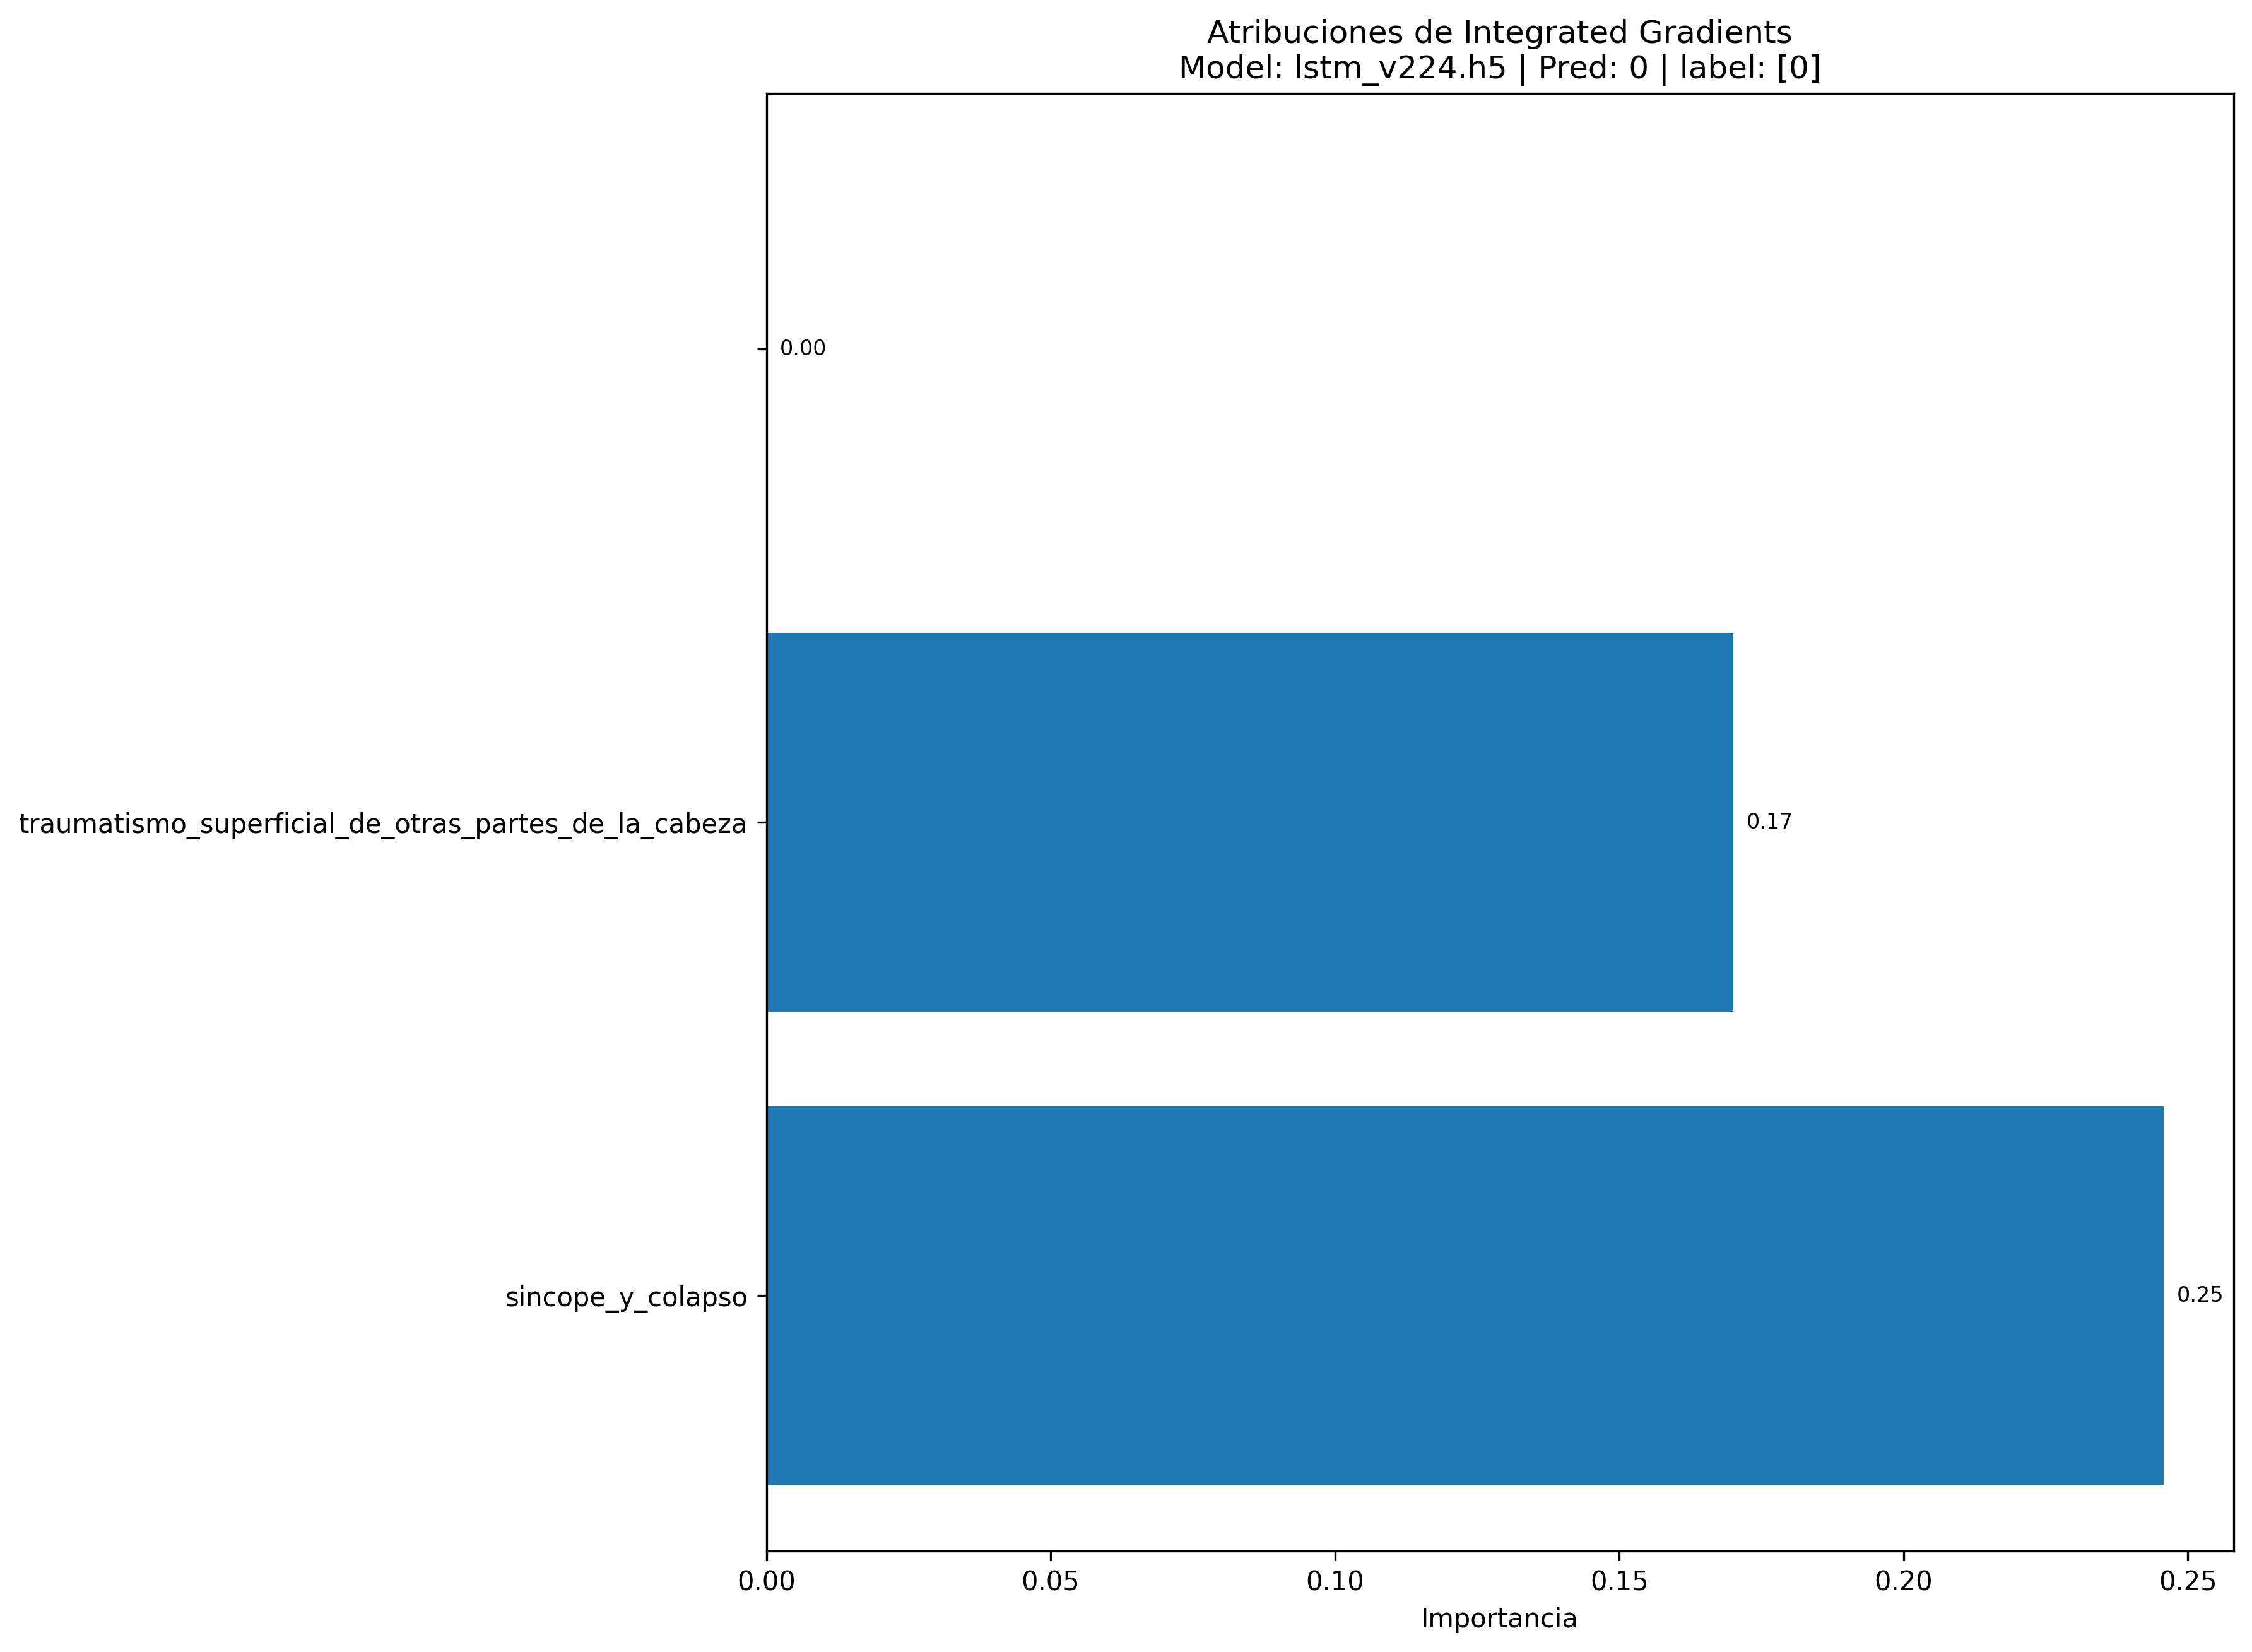 Atribuciones de Integrated Gradients
Model: lstm_v224.h5 | Pred: 0 | label: [0]
0.00
traumatismo_superficial_de_otras_partes_de_la_cabeza
0.17
sincope_y_colapso
0.25
0.00 0.05 0.10 0.15 0.20 0.25
Importancia